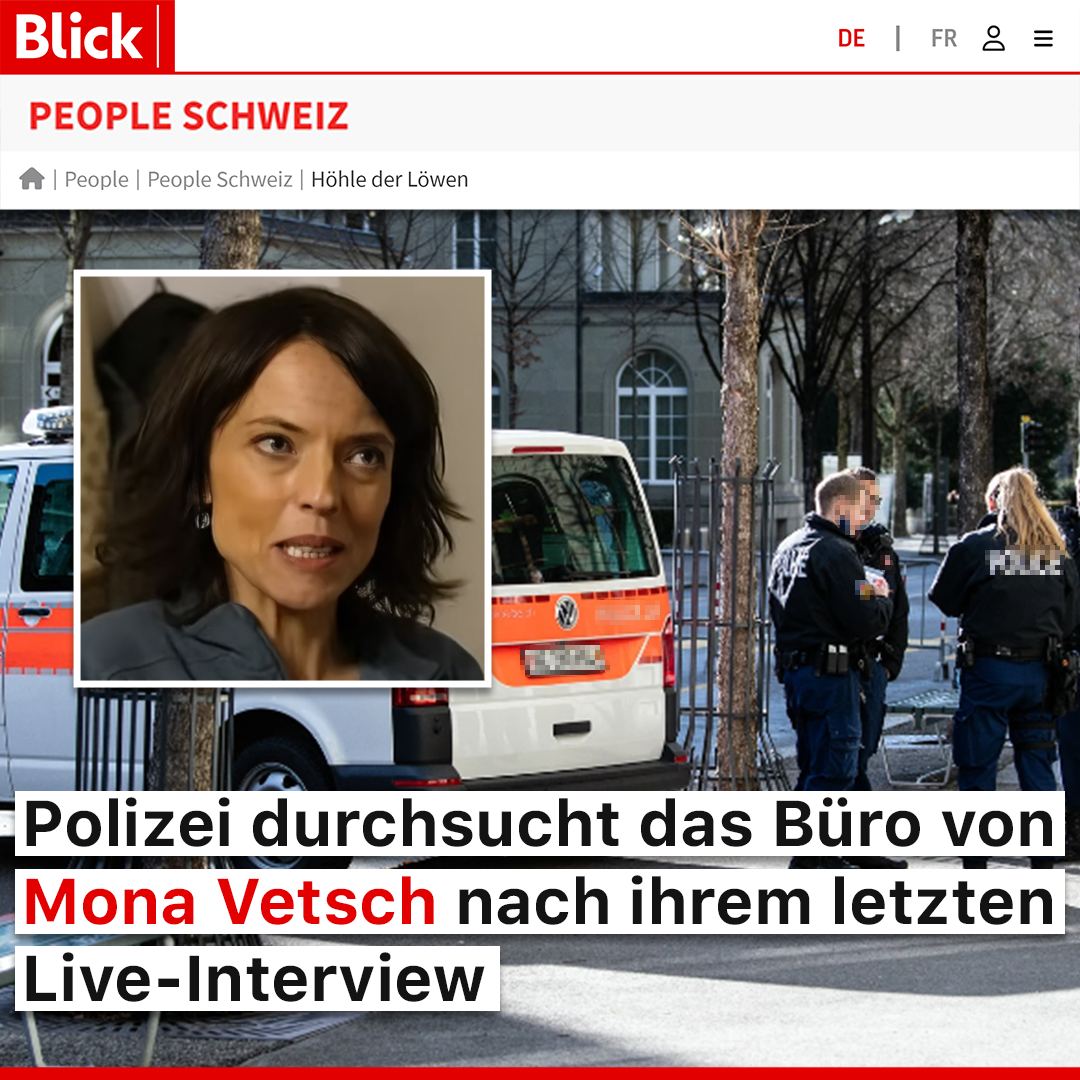 Blick
DE | FR
PEOPLE SCHWEIZ
| People | People Schweiz | Höhle der Löwen
Polizei durchsucht das Büro von
Mona Vetsch nach ihrem letzten
Live-Interview